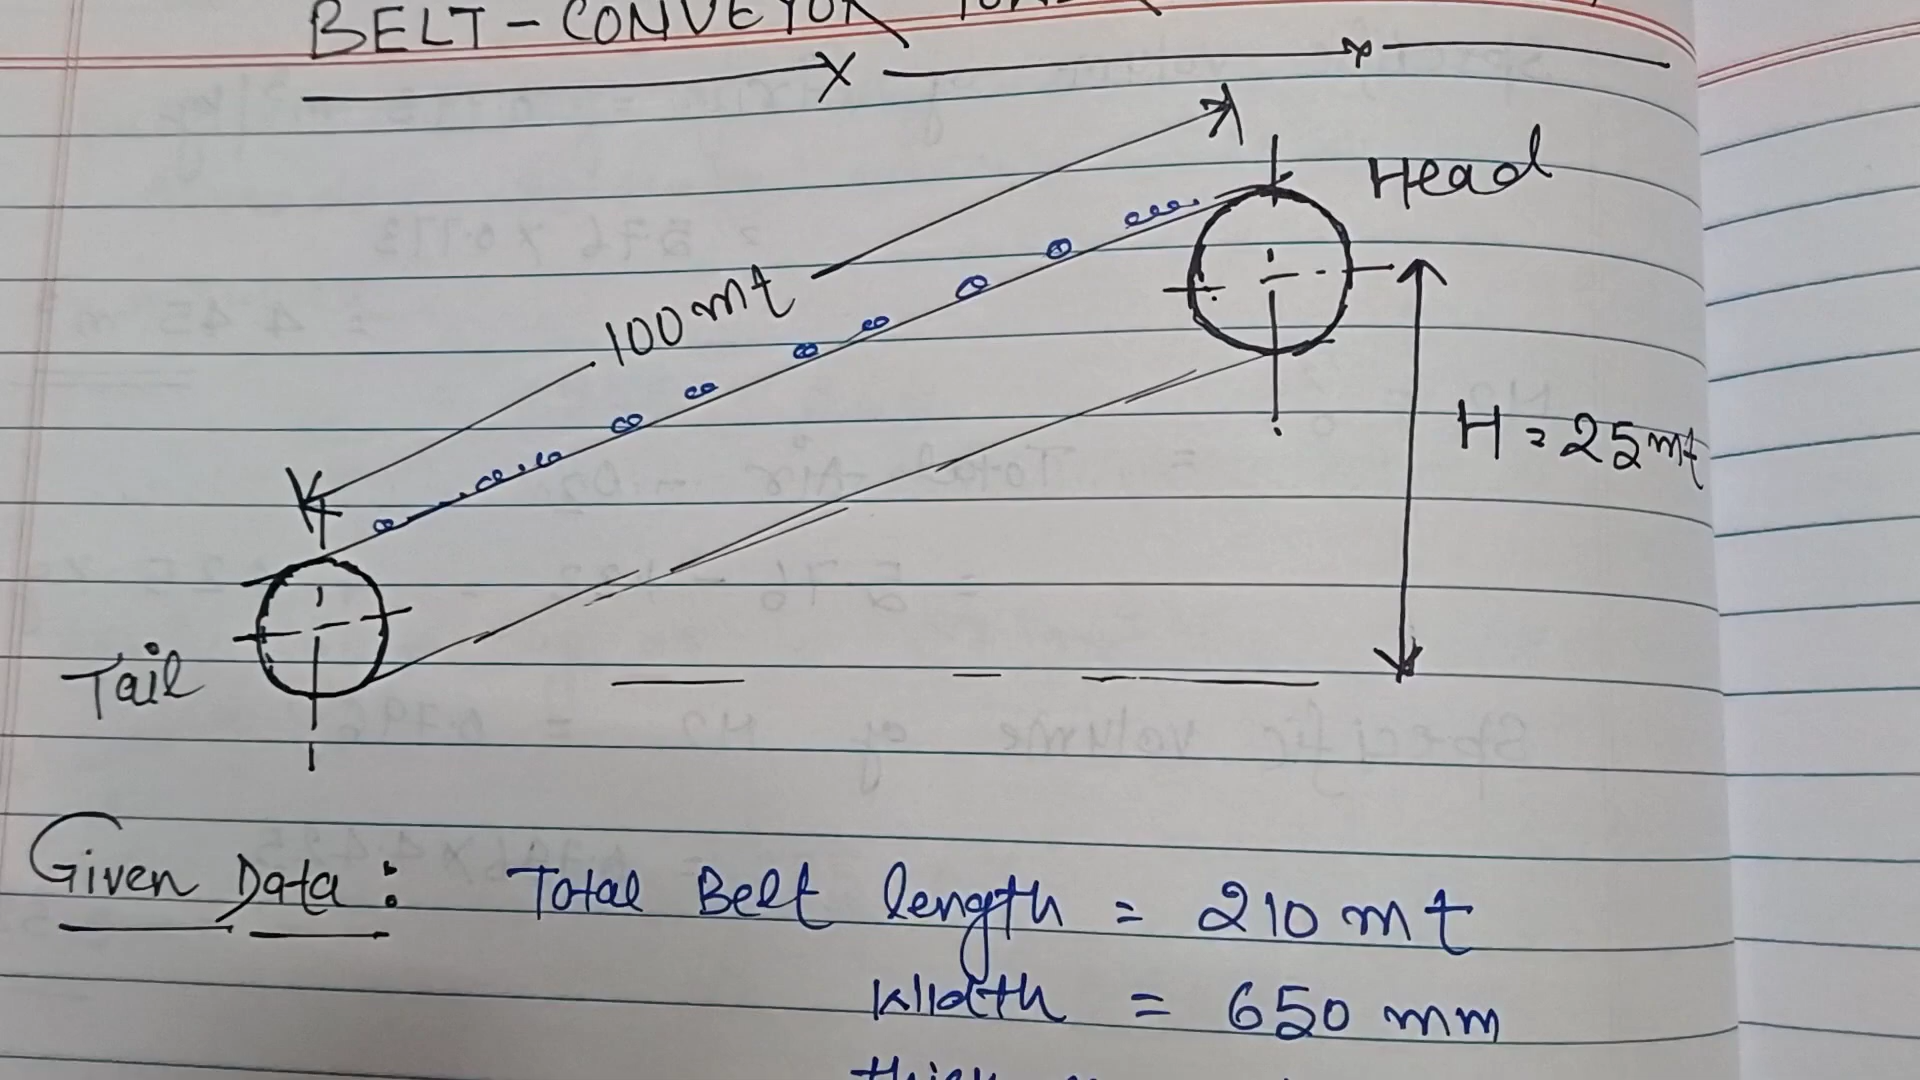 BELT-CONVEYOR
Head
100 mt
H = 25 mt
Tail
Given Data : Total Belt length = 210 mt
Width = 650 mm